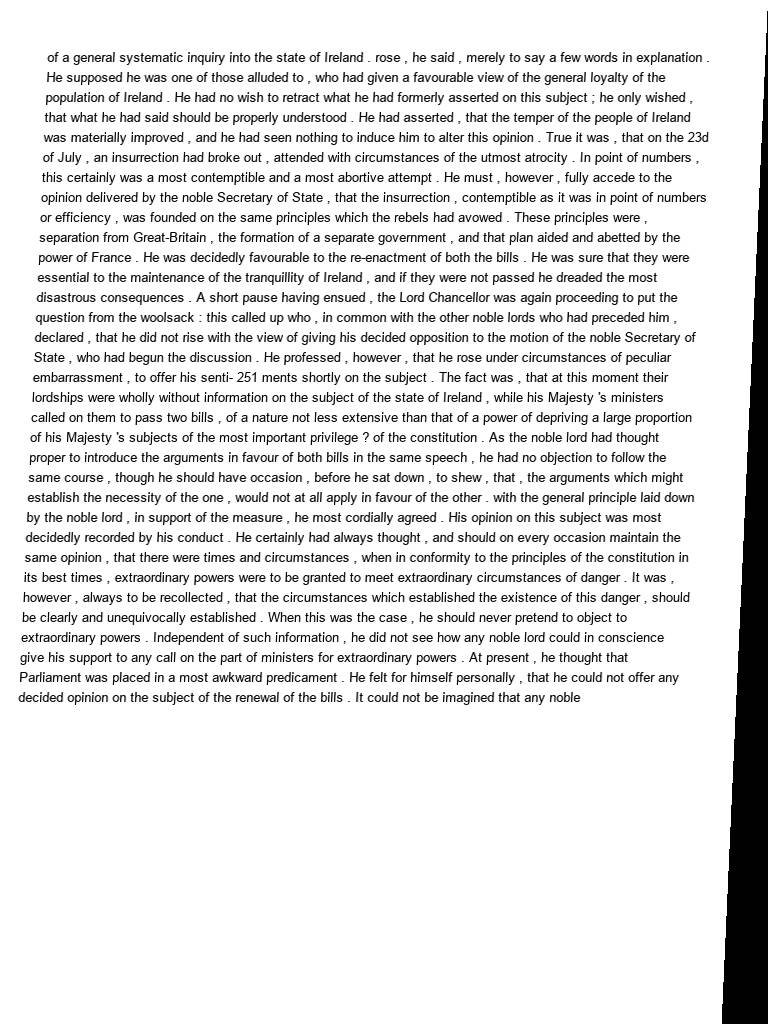 of a general systematic inquiry into the state of Ireland . rose , he said , merely to say a few words in explanation .
He supposed he was one of those alluded to , who had given a favourable view of the general loyalty of the
population of Ireland . He had no wish to retract what he had formerly asserted on this subject ; he only wished ,
that what he had said should be properly understood . He had asserted , that the temper of the people of Ireland
was materially improved , and he had seen nothing to induce him to alter this opinion . True it was , that on the 23d
of July , an insurrection had broke out , attended with circumstances of the utmost atrocity . In point of numbers ,
this certainly was a most contemptible and a most abortive attempt . He must , however , fully accede to the
opinion delivered by the noble Secretary of State , that the insurrection , contemptible as it was in point of numbers
or efficiency , was founded on the same principles which the rebels had avowed . These principles were ,
separation from Great-Britain , the formation of a separate government , and that plan aided and abetted by the
power of France . He was decidedly favourable to the re-enactment of both the bills . He was sure that they were
essential to the maintenance of the tranquillity of Ireland , and if they were not passed he dreaded the most
disastrous consequences . A short pause having ensued , the Lord Chancellor was again proceeding to put the
question from the woolsack : this called up who , in common with the other noble lords who had preceded him ,
declared , that he did not rise with the view of giving his decided opposition to the motion of the noble Secretary of
State , who had begun the discussion . He professed , however , that he rose under circumstances of peculiar
embarrassment , to offer his senti- 251 ments shortly on the subject . The fact was , that at this moment their
lordships were wholly without information on the subject of the state of Ireland , while his Majesty 's ministers
called on them to pass two bills , of a nature not less extensive than that of a power of depriving a large proportion
of his Majesty 's subjects of the most important privilege ? of the constitution . As the noble lord had thought
proper to introduce the arguments in favour of both bills in the same speech , he had no objection to follow the
same course , though he should have occasion , before he sat down , to shew , that , the arguments which might
establish the necessity of the one , would not at all apply in favour of the other . with the general principle laid down
by the noble lord , in support of the measure , he most cordially agreed . His opinion on this subject was most
decidedly recorded by his conduct . He certainly had always thought , and should on every occasion maintain the
same opinion , that there were times and circumstances , when in conformity to the principles of the constitution in
its best times , extraordinary powers were to be granted to meet extraordinary circumstances of danger . It was ,
however , always to be recollected , that the circumstances which established the existence of this danger , should
be clearly and unequivocally established . When this was the case , he should never pretend to object to
extraordinary powers . Independent of such information , he did not see how any noble lord could in conscience
give his support to any call on the part of ministers for extraordinary powers . At present , he thought that
Parliament was placed in a most awkward predicament . He felt for himself personally , that he could not offer any
decided opinion on the subject of the renewal of the bills . It could not be imagined that any noble